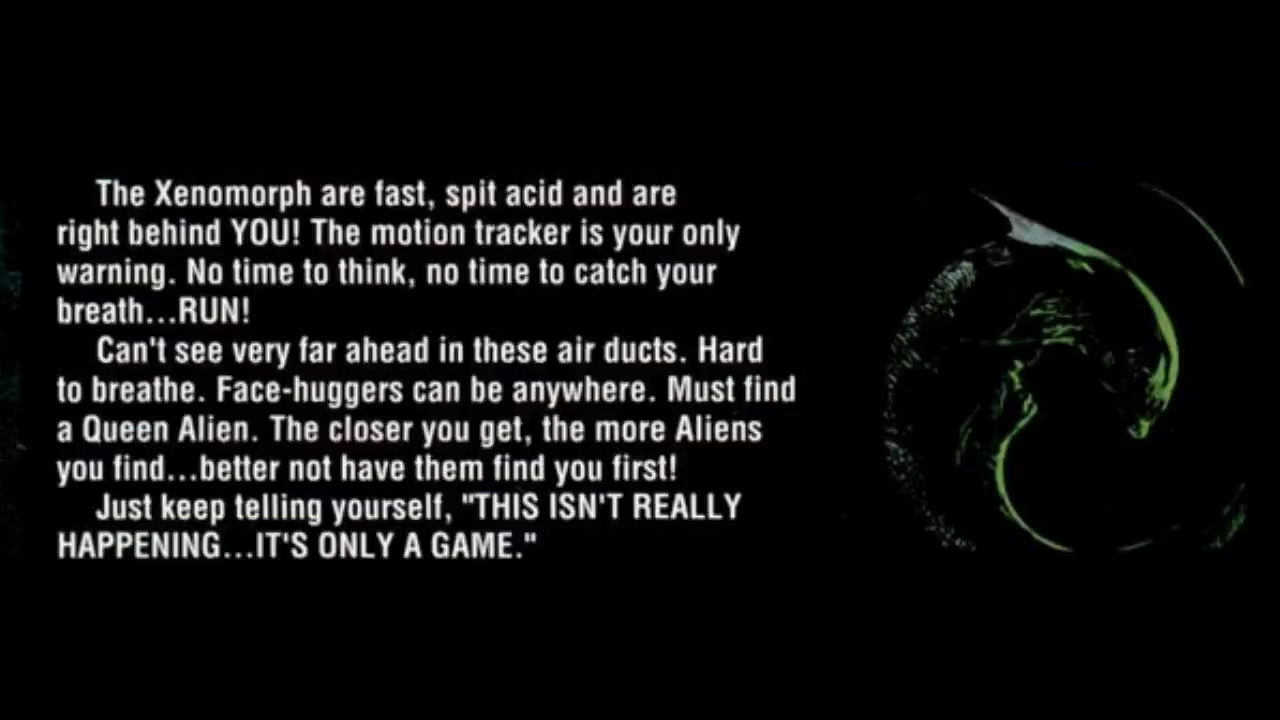 The Xenomorph are fast, spit acid and are
right behind YOU! The motion tracker is your only
warning. No time to think, no time to catch your
breath...RUN!
Can't see very far ahead in these air ducts. Hard
to breathe. Face-huggers can be anywhere. Must find
a Queen Alien. The closer you get, the more Aliens
you find...better not have them find you first!
Just keep telling yourself, "THIS ISN'T REALLY
HAPPENING...IT'S ONLY A GAME."